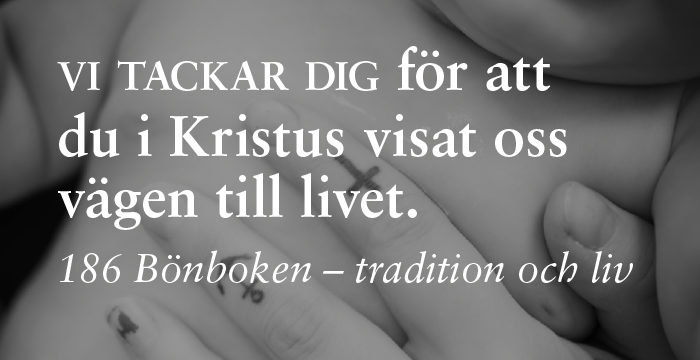 VI TACKAR DIG för att
du i Kristus visat oss
vägen till livet.
186 Bönboken – tradition och liv